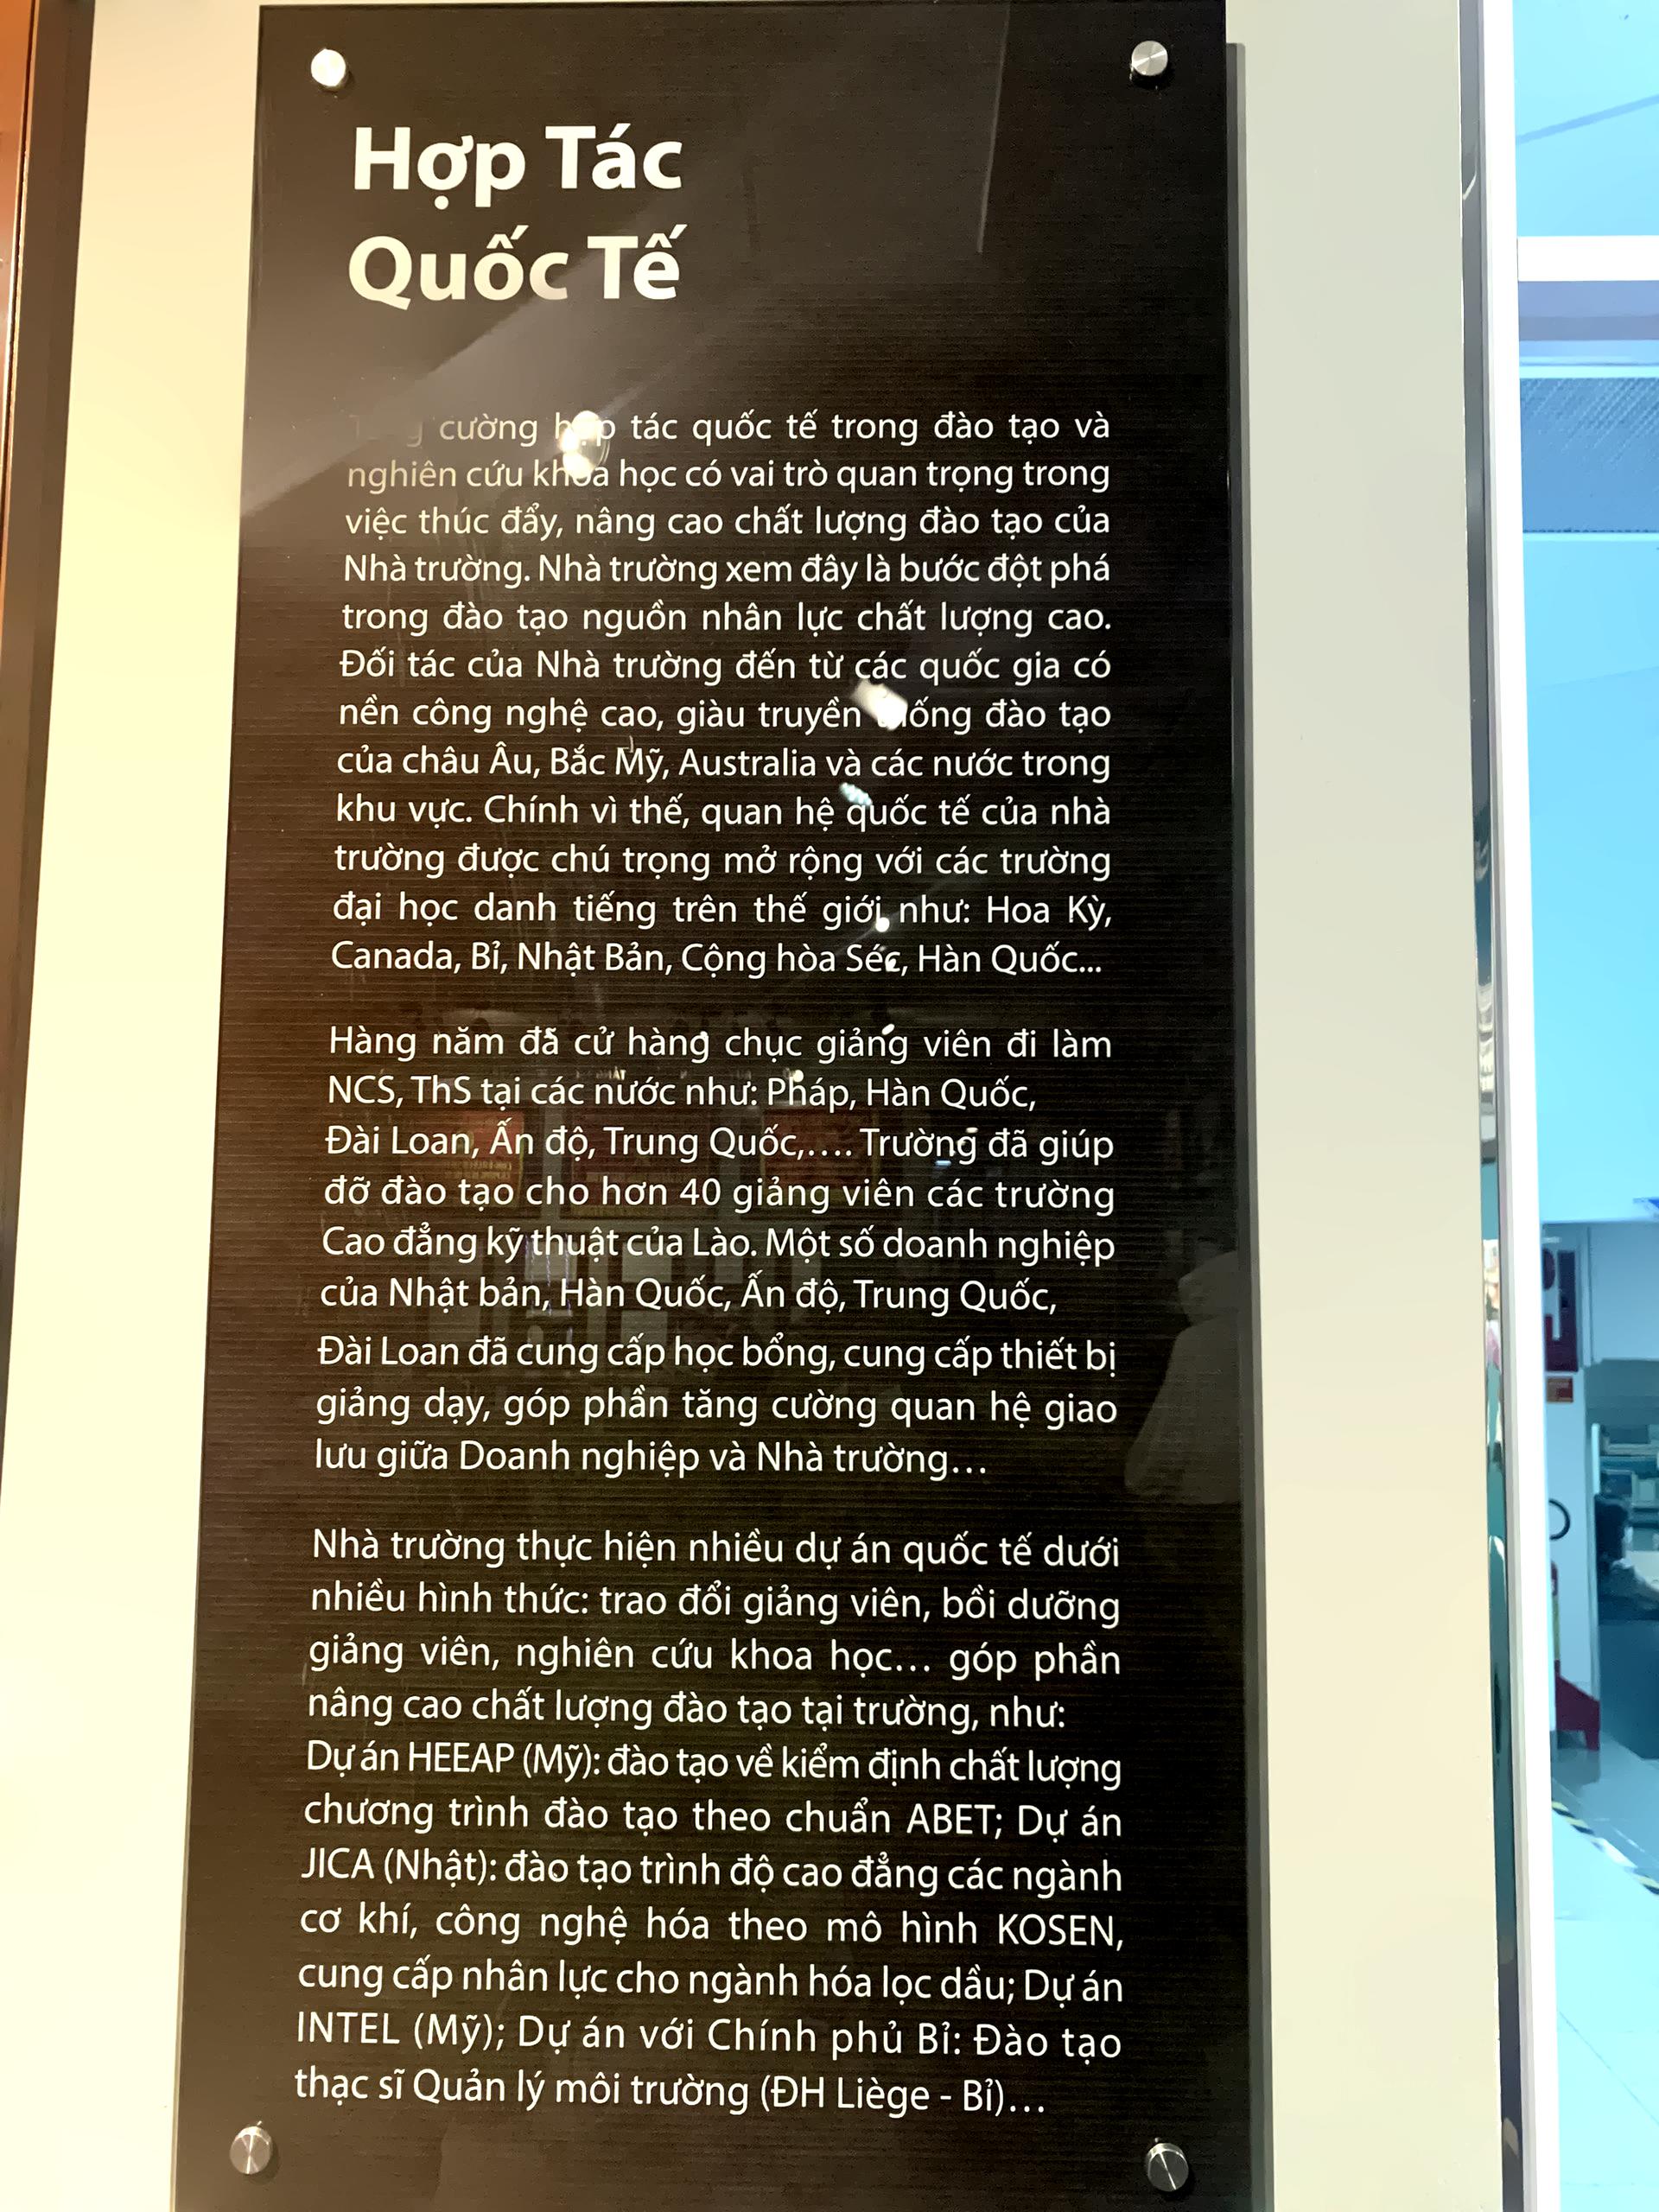 Hợp Tác
Quốc Tế
Tăng cường hợp tác quốc tế trong đào tạo và
nghiên cứu khoa học có vai trò quan trọng trong
việc thúc đẩy, nâng cao chất lượng đào tạo của
Nhà trường. Nhà trường xem đây là bước đột phá
trong đào tạo nguồn nhân lực chất lượng cao.
Đối tác của Nhà trường đến từ các quốc gia có
nền công nghệ cao, giàu truyền thống đào tạo
của châu Âu, Bắc Mỹ, Australia và các nước trong
khu vực. Chính vì thế, quan hệ quốc tế của nhà
trường được chú trọng mở rộng với các trường
đại học danh tiếng trên thế giới như: Hoa Kỳ,
Canada, Bỉ, Nhật Bản, Cộng hòa Séc, Hàn Quốc...
Hàng năm đã cử hàng chục giảng viên đi làm
NCS, ThS tại các nước như: Pháp, Hàn Quốc,
Đài Loan, Ấn độ, Trung Quốc,.... Trường đã giúp
đỡ đào tạo cho hơn 40 giảng viên các trường
Cao đẳng kỹ thuật của Lào. Một số doanh nghiệp
của Nhật bản, Hàn Quốc, Ấn độ, Trung Quốc,
Đài Loan đã cung cấp học bổng, cung cấp thiết bị
giảng dạy, góp phần tăng cường quan hệ giao
lưu giữa Doanh nghiệp và Nhà trường...
Nhà trường thực hiện nhiều dự án quốc tế dưới
nhiều hình thức: trao đổi giảng viên, bồi dưỡng
giảng viên, nghiên cứu khoa học... góp phần
nâng cao chất lượng đào tạo tại trường, như:
Dự án HEEAP (Mỹ): đào tạo về kiểm định chất lượng
chương trình đào tạo theo chuẩn ABET; Dự án
JICA (Nhật): đào tạo trình độ cao đẳng các ngành
cơ khí, công nghệ hóa theo mô hình KOSEN,
cung cấp nhân lực cho ngành hóa lọc dầu; Dự án
INTEL (Mỹ); Dự án với Chính phủ Bỉ: Đào tạo
thạc sĩ Quản lý môi trường (ĐH Liège - Bỉ)...